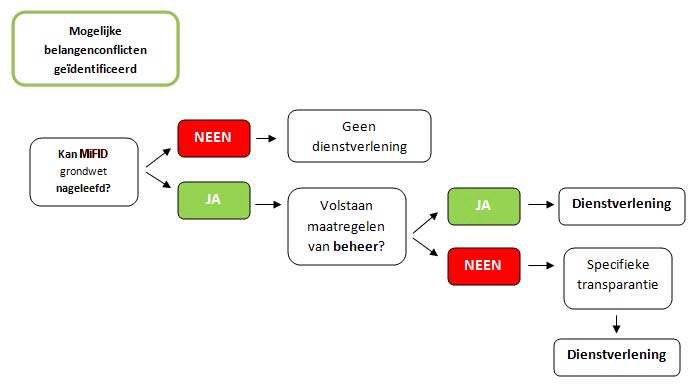 Mogelijke
belangenconflicten
geïdentificeerd
Kan MiFID
grondwet
nageleefd?
NEEN
Geen
dienstverlening
JA
Volstaan
maatregelen
van beheer?
JA
Dienstverlening
NEEN
Specifieke
transparantie
Dienstverlening